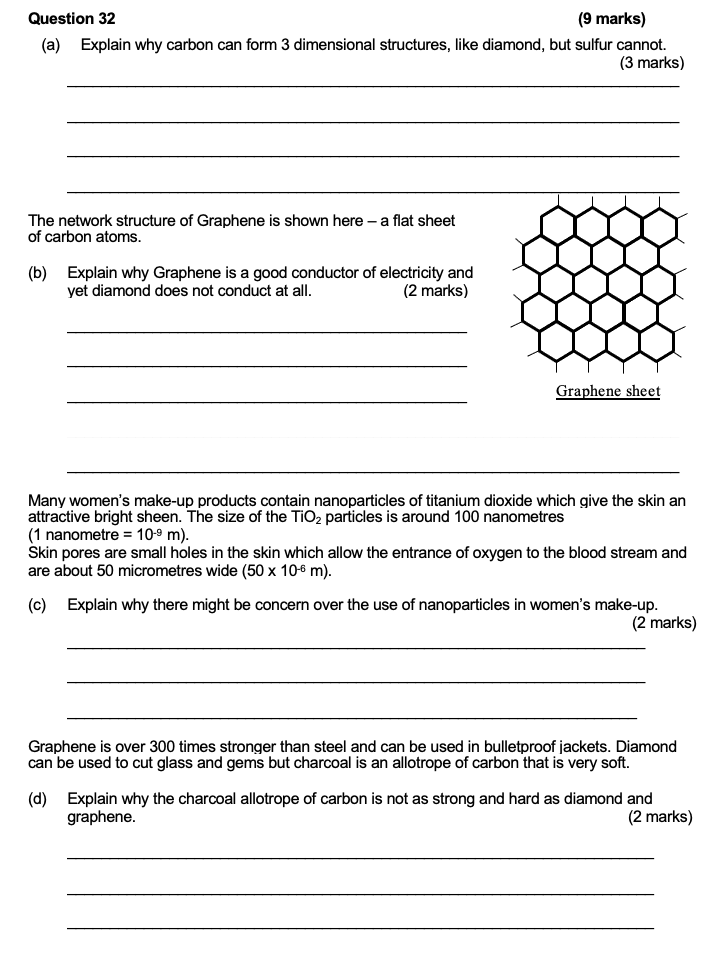 Question 32 (9 marks)
(a) Explain why carbon can form 3 dimensional structures, like diamond, but sulfur cannot.
(3 marks)
The network structure of Graphene is shown here – a flat sheet
of carbon atoms.
(b) Explain why Graphene is a good conductor of electricity and
yet diamond does not conduct at all. (2 marks)
Graphene sheet
Many women's make-up products contain nanoparticles of titanium dioxide which give the skin an
attractive bright sheen. The size of the TiO₂ particles is around 100 nanometres
(1 nanometre = 10⁻⁹ m).
Skin pores are small holes in the skin which allow the entrance of oxygen to the blood stream and
are about 50 micrometres wide (50 x 10⁻⁶ m).
(c) Explain why there might be concern over the use of nanoparticles in women's make-up.
(2 marks)
Graphene is over 300 times stronger than steel and can be used in bulletproof jackets. Diamond
can be used to cut glass and gems but charcoal is an allotrope of carbon that is very soft.
(d) Explain why the charcoal allotrope of carbon is not as strong and hard as diamond and
graphene. (2 marks)